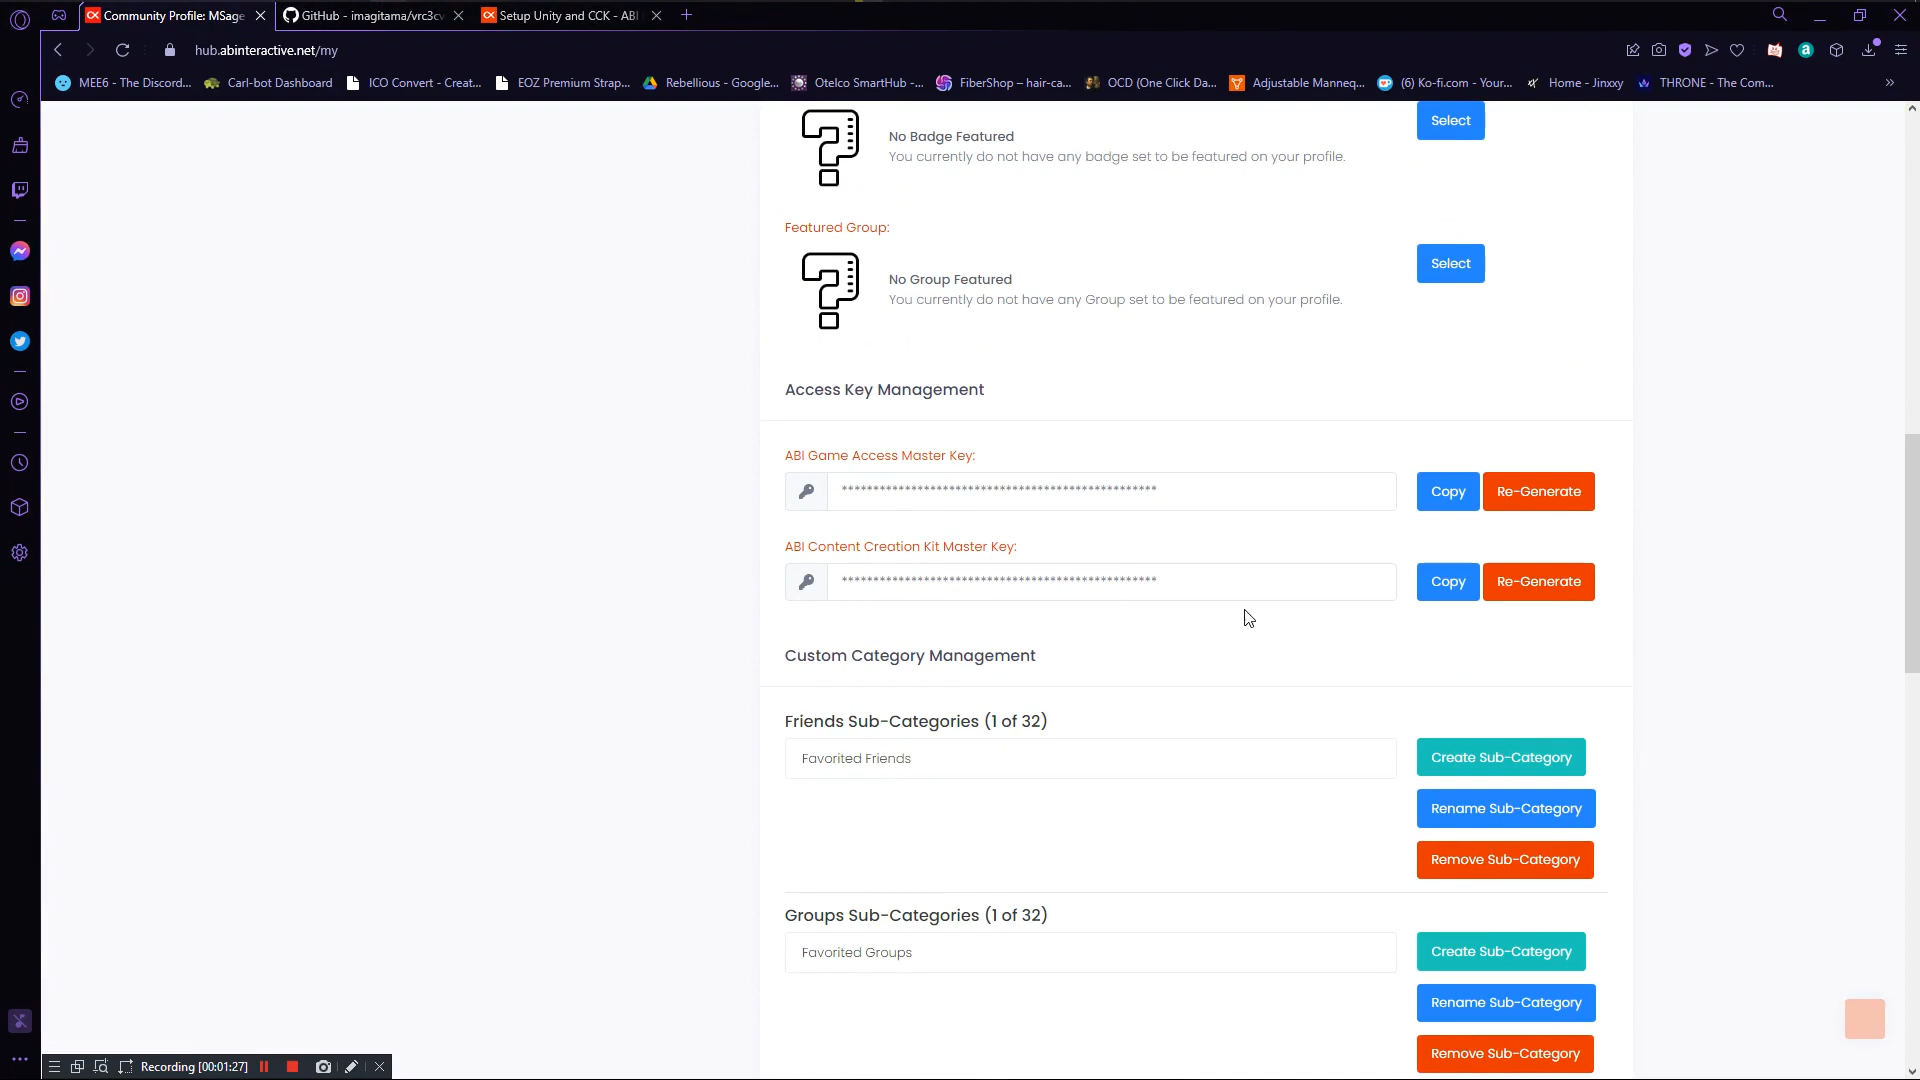 Community Profile: MSage
GitHub - imagitama/vrc3cv
Setup Unity and CCK - ABI
hub.abinteractive.net/my
MEE6 - The Discord...
Carl-bot Dashboard
ICO Convert - Creat...
EOZ Premium Strap...
Rebellious - Google...
Otelco SmartHub -...
FiberShop – hair-ca...
OCD (One Click Da...
Adjustable Manneq...
(6) Ko-fi.com - Your...
Home - Jinxxy
THRONE - The Com...
No Badge Featured
You currently do not have any badge set to be featured on your profile.
Select
Featured Group:
No Group Featured
You currently do not have any Group set to be featured on your profile.
Select
Access Key Management
ABI Game Access Master Key:
**************************************************
Copy
Re-Generate
ABI Content Creation Kit Master Key:
**************************************************
Copy
Re-Generate
Custom Category Management
Friends Sub-Categories (1 of 32)
Favorited Friends
Create Sub-Category
Rename Sub-Category
Remove Sub-Category
Groups Sub-Categories (1 of 32)
Favorited Groups
Create Sub-Category
Rename Sub-Category
Remove Sub-Category
Recording [00:01:27]